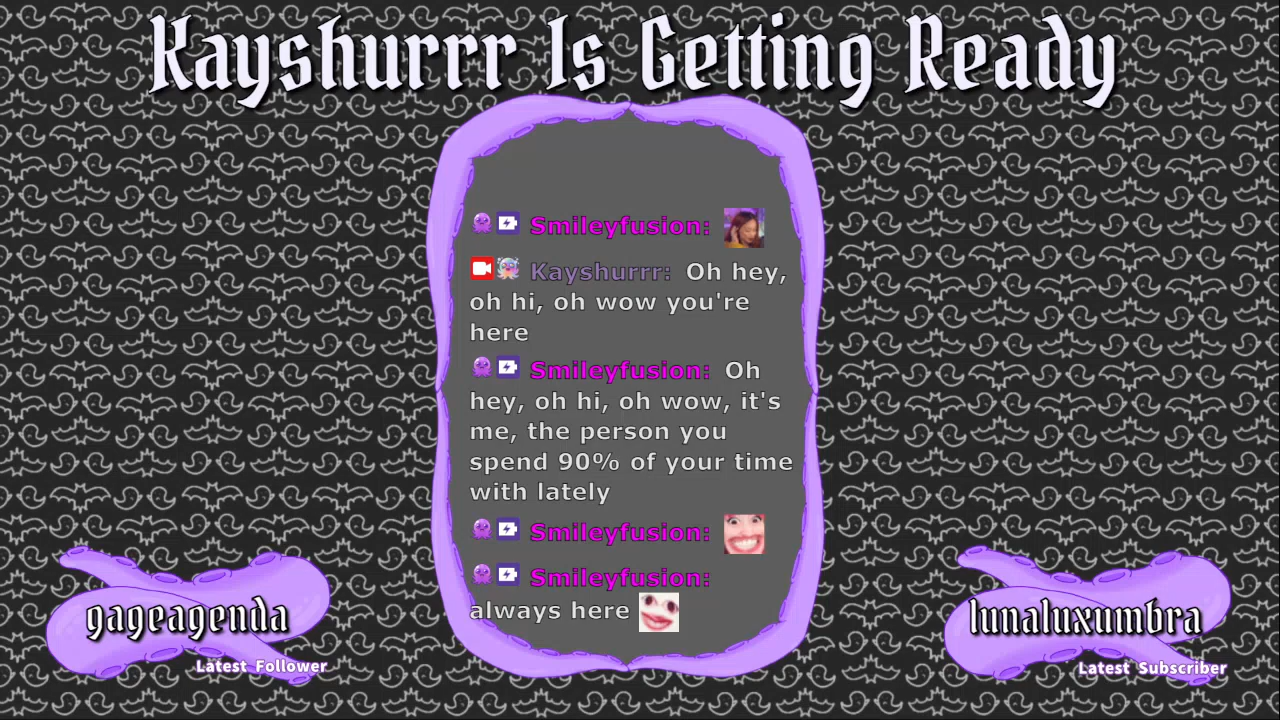 Kayshurrr Is Getting Ready
Smileyfusion:
Kayshurrr: Oh hey,
oh hi, oh wow you're
here
Smileyfusion: Oh
hey, oh hi, oh wow, it's
me, the person you
spend 90% of your time
with lately
Smileyfusion:
Smileyfusion:
always here
gageagenda
Latest Follower
lunaluxumbra
Latest Subscriber